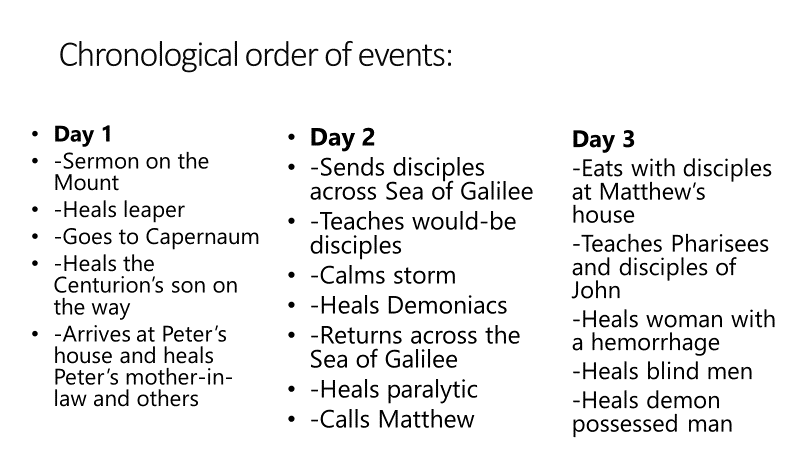 Chronological order of events:
• Day 1
• -Sermon on the
Mount
• -Heals leaper
• -Goes to Capernaum
• -Heals the
Centurion's son on
the way
• -Arrives at Peter's
house and heals
Peter's mother-in-
law and others
• Day 2
• -Sends disciples
across Sea of Galilee
• -Teaches would-be
disciples
• -Calms storm
• -Heals Demoniacs
• -Returns across the
Sea of Galilee
• -Heals paralytic
• -Calls Matthew
Day 3
-Eats with disciples
at Matthew's
house
-Teaches Pharisees
and disciples of
John
-Heals woman with
a hemorrhage
-Heals blind men
-Heals demon
possessed man